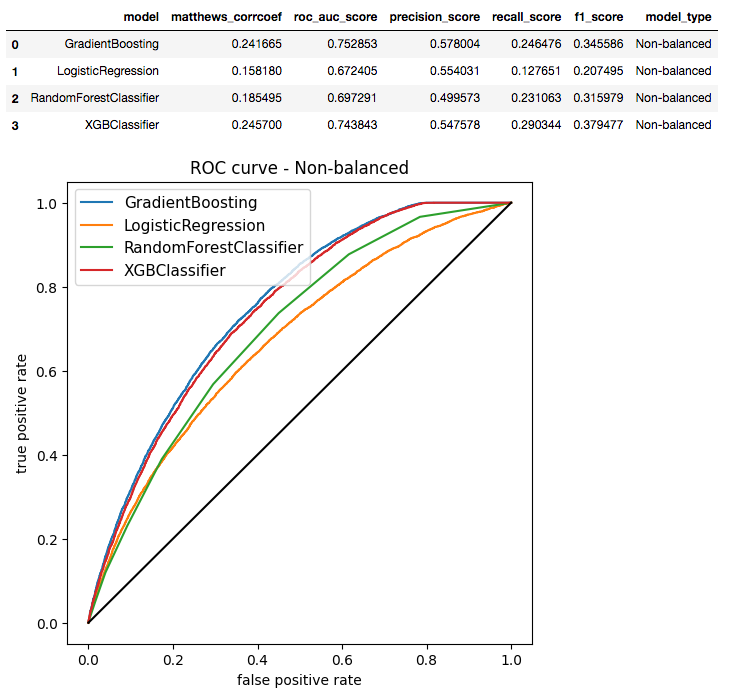 model matthews_corrcoef roc_auc_score precision_score recall_score f1_score model_type
0 GradientBoosting 0.241665 0.752853 0.578004 0.246476 0.345586 Non-balanced
1 LogisticRegression 0.158180 0.672405 0.554031 0.127651 0.207495 Non-balanced
2 RandomForestClassifier 0.185495 0.697291 0.499573 0.231063 0.315979 Non-balanced
3 XGBClassifier 0.245700 0.743843 0.547578 0.290344 0.379477 Non-balanced
ROC curve - Non-balanced
GradientBoosting
LogisticRegression
RandomForestClassifier
XGBClassifier
1.0
0.8
0.6
0.4
0.2
0.0
true positive rate
0.0 0.2 0.4 0.6 0.8 1.0
false positive rate